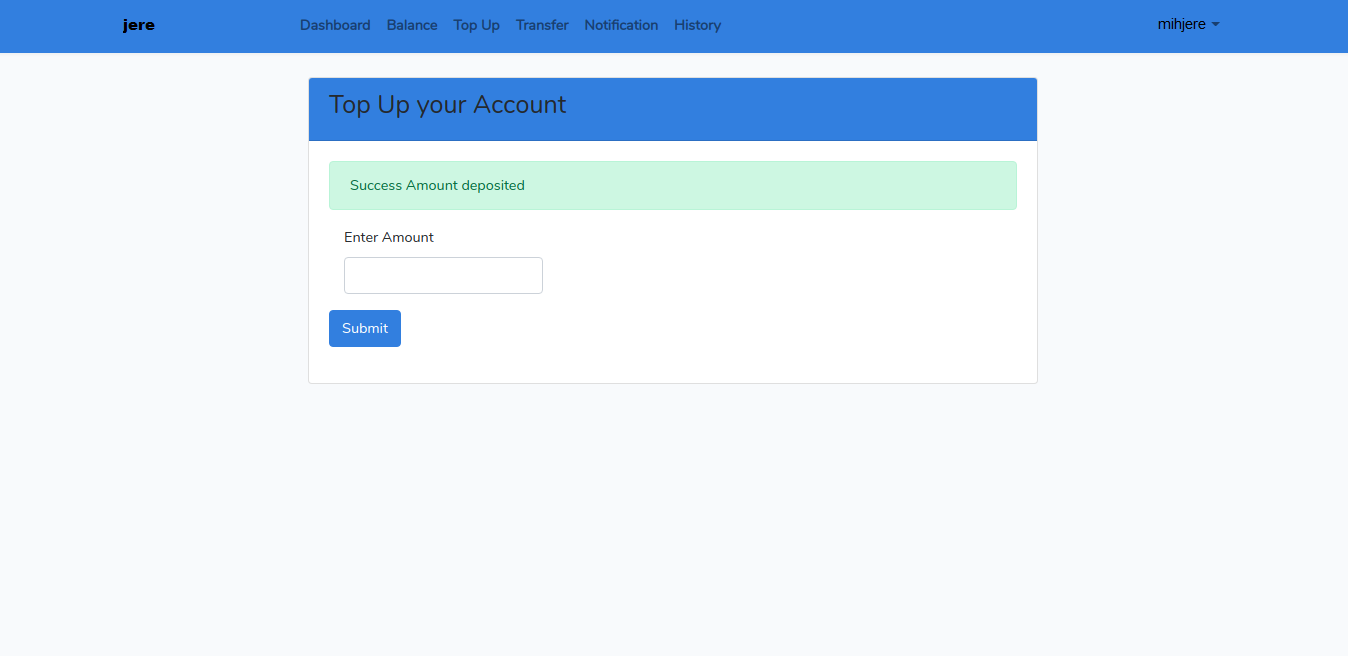 jere Dashboard Balance Top Up Transfer Notification History mihjere
Top Up your Account
Success Amount deposited
Enter Amount
Submit